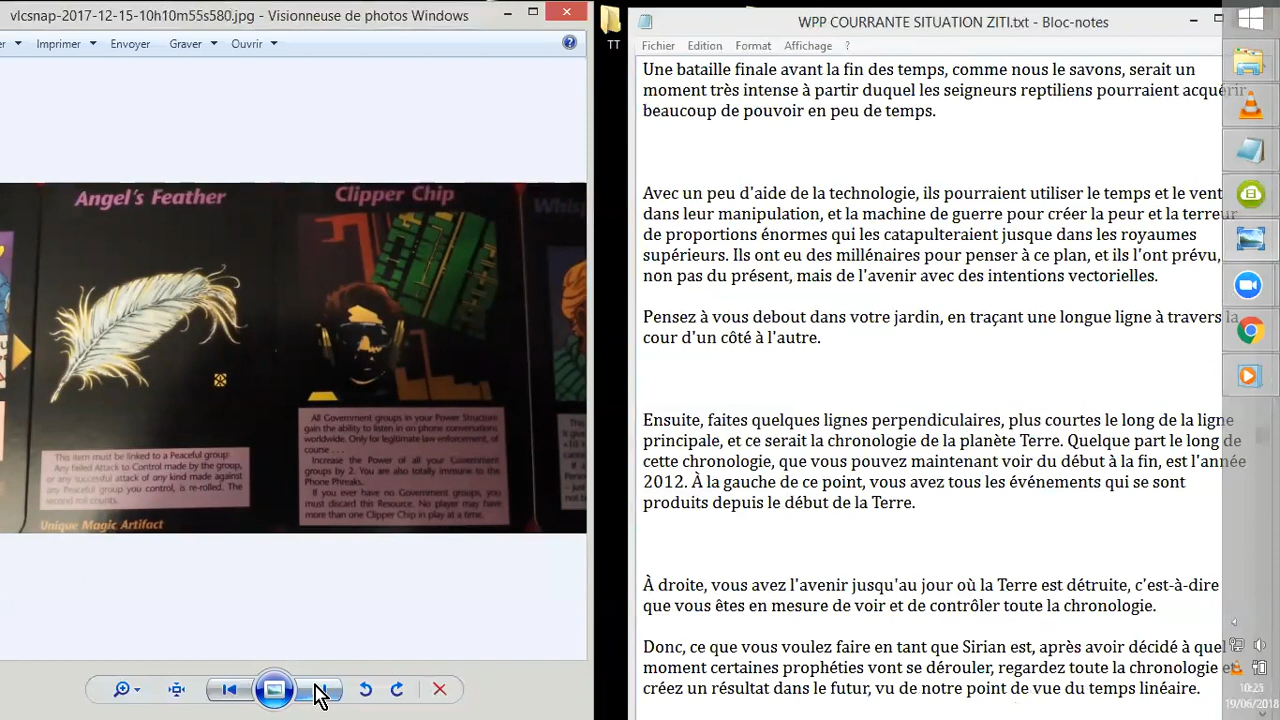 vlcsnap-2017-12-15-10h10m55s580.jpg - Visionneuse de photos Windows
Imprimer
Envoyer
Graver
Ouvrir
Angel's Feather
This item must be linked to a Peaceful group.
Any failed Attack to Control made by the group,
or any successful attack of any kind made against
any Peaceful group you control, is re-rolled. The
second roll counts.
Unique Magic Artifact
Clipper Chip
All Government groups in your Power Structure
gain the ability to listen in on phone conversations
worldwide. Only for legitimate law enforcement, of
course . . .
Increase the Power of all your Government
groups by 2. You are also totally immune to the
Phone Phreaks.
If you ever have no Government groups, you
must discard this Resource. No player may have
more than one Clipper Chip in play at a time.
TT
WPP COURRANTE SITUATION ZITI.txt - Bloc-notes
Fichier
Edition
Format
Affichage
?
Une bataille finale avant la fin des temps, comme nous le savons, serait un
moment très intense à partir duquel les seigneurs reptiliens pourraient acquérir
beaucoup de pouvoir en peu de temps.
Avec un peu d'aide de la technologie, ils pourraient utiliser le temps et le vent
dans leur manipulation, et la machine de guerre pour créer la peur et la terreur
de proportions énormes qui les catapulteraient jusque dans les royaumes
supérieurs. Ils ont eu des millénaires pour penser à ce plan, et ils l'ont prévu,
non pas du présent, mais de l'avenir avec des intentions vectorielles.
Pensez à vous debout dans votre jardin, en traçant une longue ligne à travers la
cour d'un côté à l'autre.
Ensuite, faites quelques lignes perpendiculaires, plus courtes le long de la ligne
principale, et ce serait la chronologie de la planète Terre. Quelque part le long de
cette chronologie, que vous pouvez maintenant voir du début à la fin, est l'année
2012. À la gauche de ce point, vous avez tous les événements qui se sont
produits depuis le début de la Terre.
À droite, vous avez l'avenir jusqu'au jour où la Terre est détruite, c'est-à-dire
que vous êtes en mesure de voir et de contrôler toute la chronologie.
Donc, ce que vous voulez faire en tant que Sirian est, après avoir décidé à quel
moment certaines prophéties vont se dérouler, regardez toute la chronologie et
créez un résultat dans le futur, vu de notre point de vue du temps linéaire.
10:25
19/06/2018